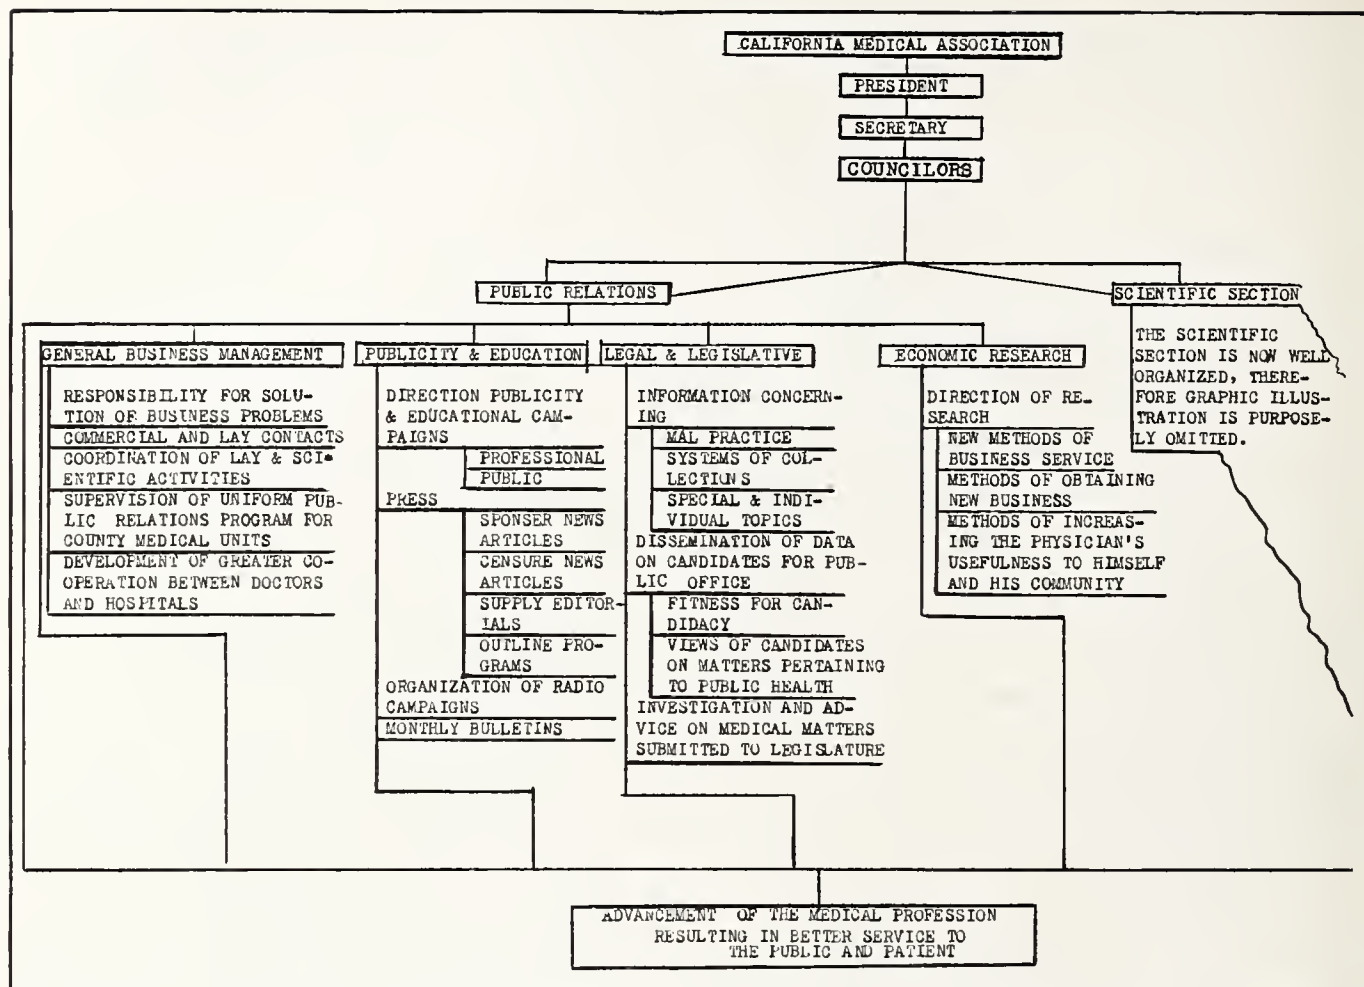 CALIFORNIA MEDICAL ASSOCIATION
PRESIDENT
SECRETARY
COUNCILORS
PUBLIC RELATIONS
SCIENTIFIC SECTION
THE SCIENTIFIC
SECTION IS NOW WELL
ORGANIZED, THERE-
FORE GRAPHIC ILLUS-
TRATION IS PURPOSE-
LY OMITTED.
GENERAL BUSINESS MANAGEMENT
RESPONSIBILITY FOR SOLU-
TION OF BUSINESS PROBLEMS
COMMERCIAL AND LAY CONTACTS
COORDINATION OF LAY & SCI-
ENTIFIC ACTIVITIES
SUPERVISION OF UNIFORM PUB-
LIC RELATIONS PROGRAM FOR
COUNTY MEDICAL UNITS
DEVELOPMENT OF GREATER CO-
OPERATION BETWEEN DOCTORS
AND HOSPITALS
PUBLICITY & EDUCATION
DIRECTION PUBLICITY
& EDUCATIONAL CAM-
PAIGNS
PROFESSIONAL
PUBLIC
PRESS
SPONSER NEWS
ARTICLES
CENSURE NEWS
ARTICLES
SUPPLY EDITOR-
IALS
OUTLINE PRO-
GRAMS
ORGANIZATION OF RADIO
CAMPAIGNS
MONTHLY BULLETINS
LEGAL & LEGISLATIVE
INFORMATION CONCERN-
ING
MAL PRACTICE
SYSTEMS OF COL-
LECTIONS
SPECIAL & INDI-
VIDUAL TOPICS
DISSEMINATION OF DATA
ON CANDIDATES FOR PUB-
LIC OFFICE
FITNESS FOR CAN-
DIDACY
VIEWS OF CANDIDATES
ON MATTERS PERTAINING
TO PUBLIC HEALTH
INVESTIGATION AND AD-
VICE ON MEDICAL MATTERS
SUBMITTED TO LEGISLATURE
ECONOMIC RESEARCH
DIRECTION OF RE-
SEARCH
NEW METHODS OF
BUSINESS SERVICE
METHODS OF OBTAINING
NEW BUSINESS
METHODS OF INCREAS-
ING THE PHYSICIAN'S
USEFULNESS TO HIMSELF
AND HIS COMMUNITY
ADVANCEMENT OF THE MEDICAL PROFESSION
RESULTING IN BETTER SERVICE TO
THE PUBLIC AND PATIENT